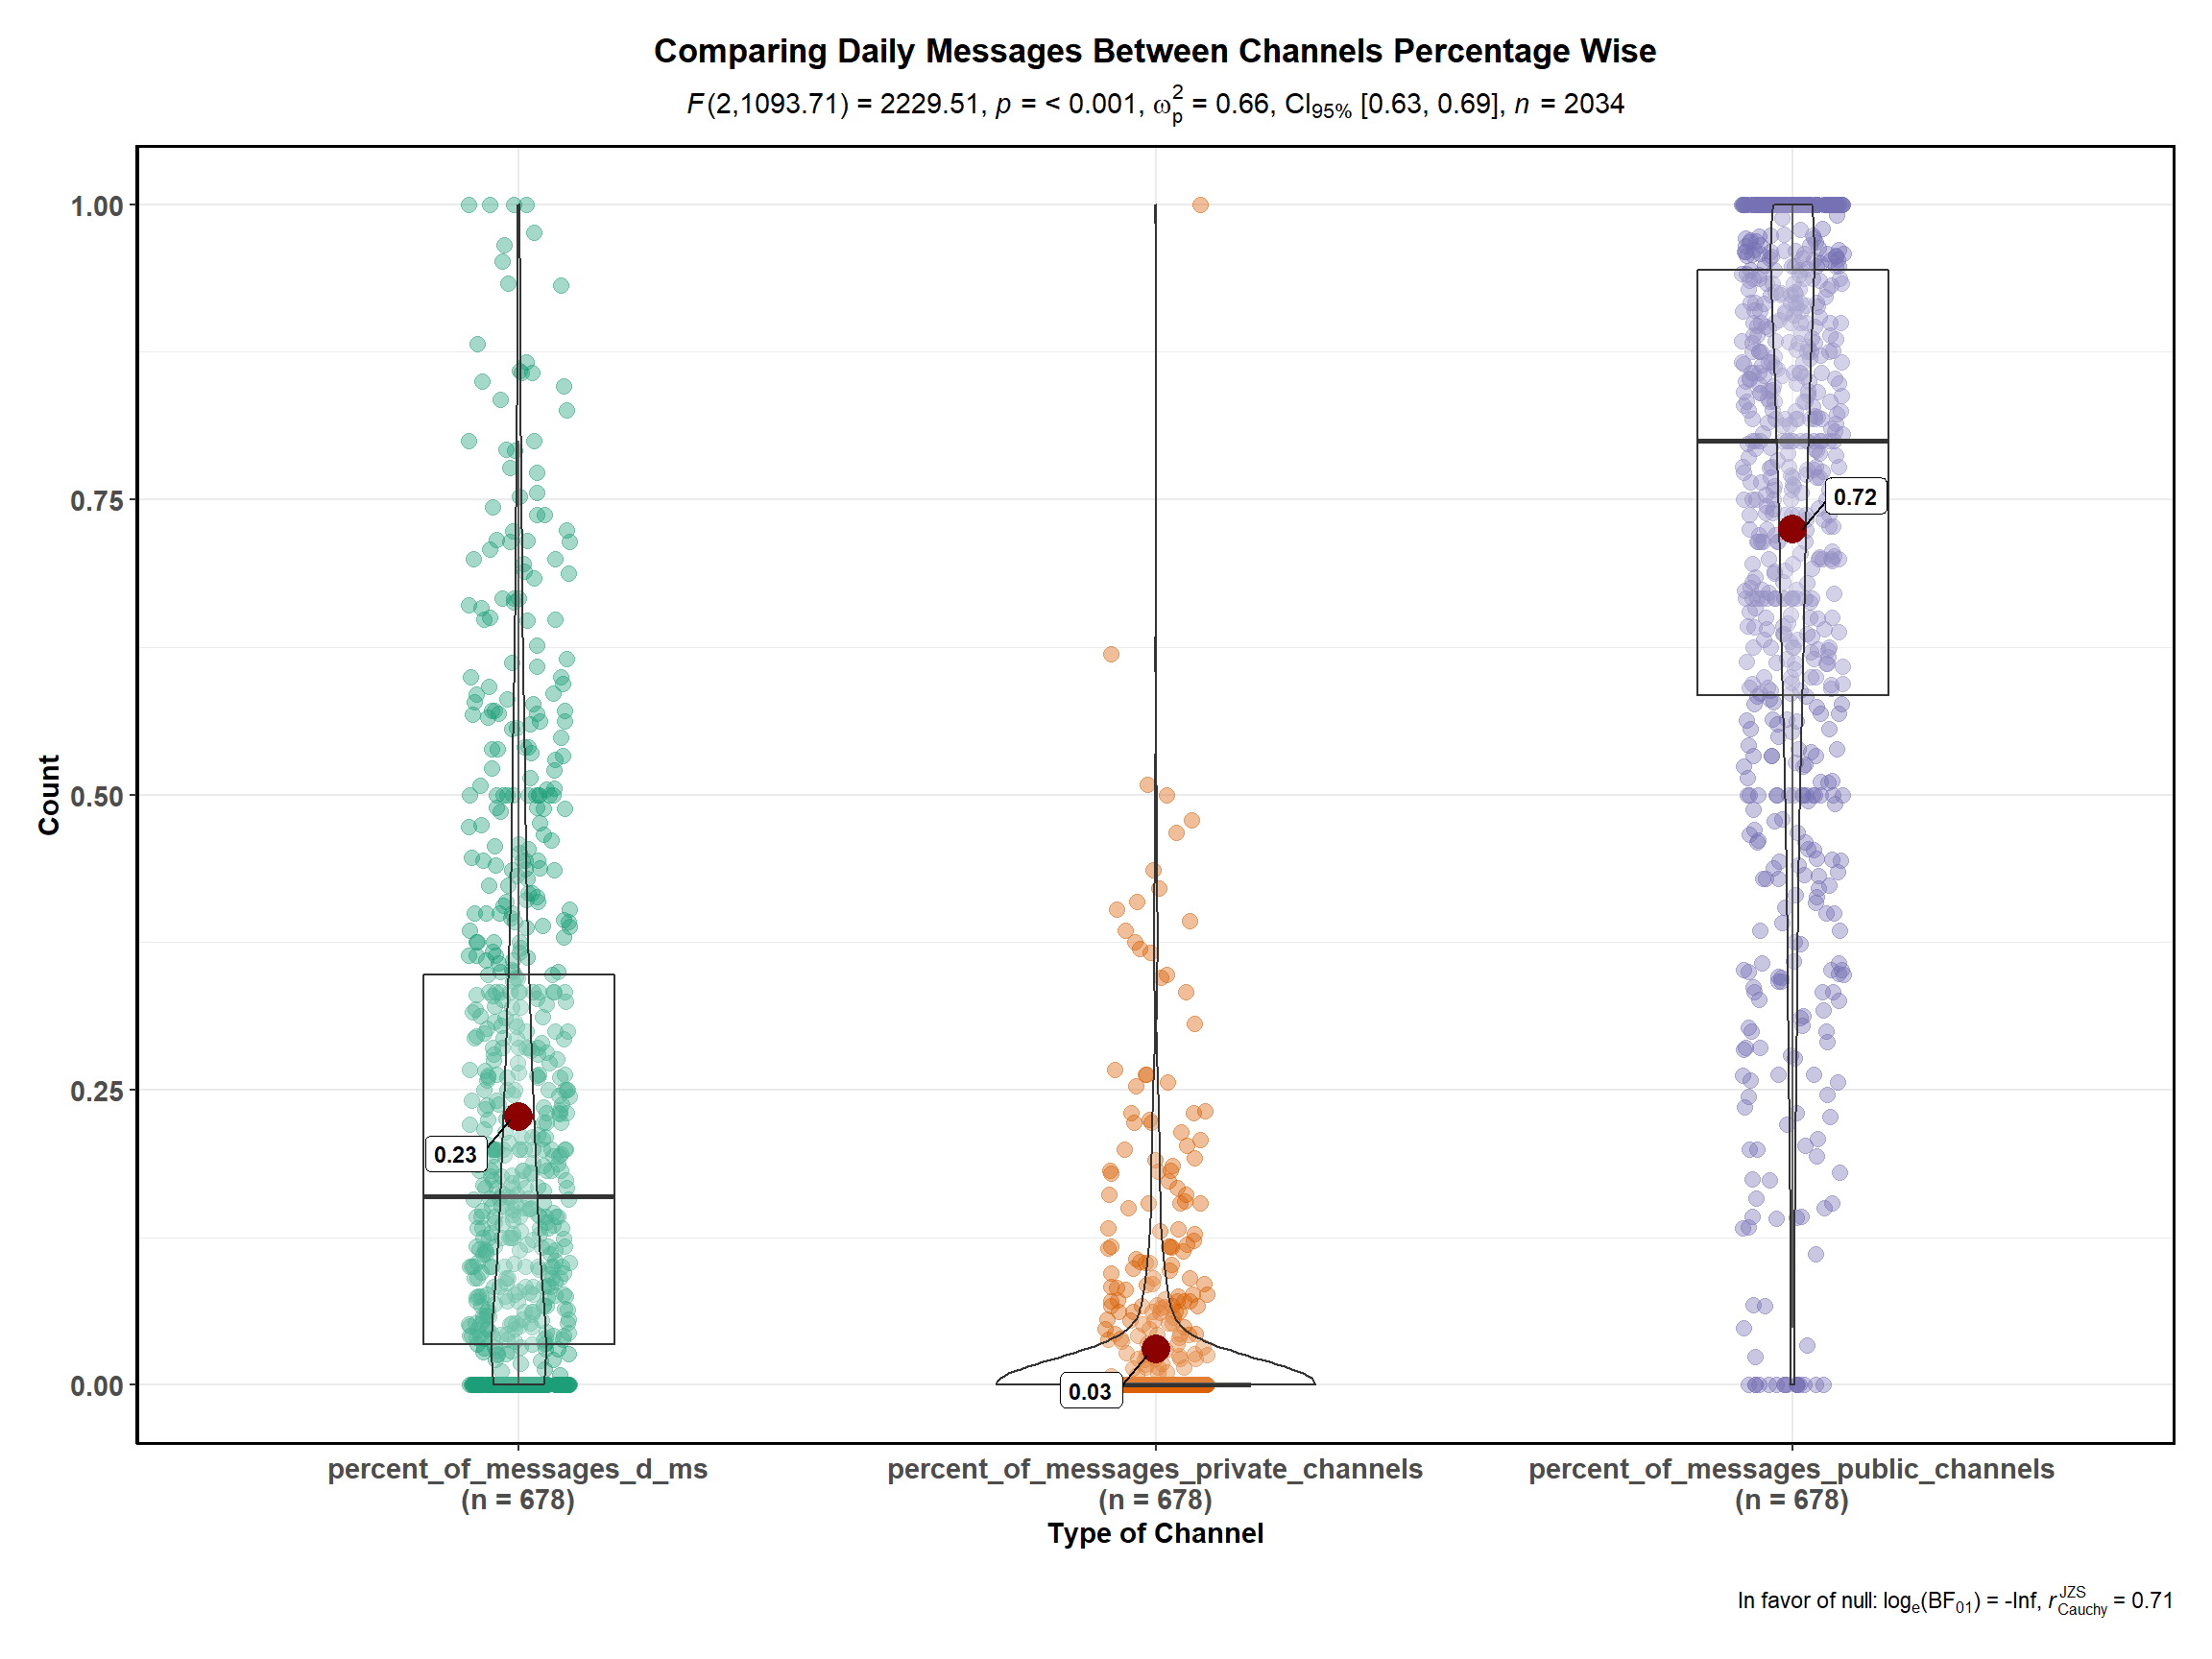 Comparing Daily Messages Between Channels Percentage Wise
F(2,1093.71) = 2229.51, p = < 0.001, ω²ₚ = 0.66, CI95% [0.63, 0.69], n = 2034
1.00
0.75
0.50
0.25
0.00
Count
0.23
0.03
0.72
percent_of_messages_d_ms
(n = 678)
percent_of_messages_private_channels
(n = 678)
percent_of_messages_public_channels
(n = 678)
Type of Channel
In favor of null: logₑ(BF₀₁) = -Inf, r JZS Cauchy = 0.71